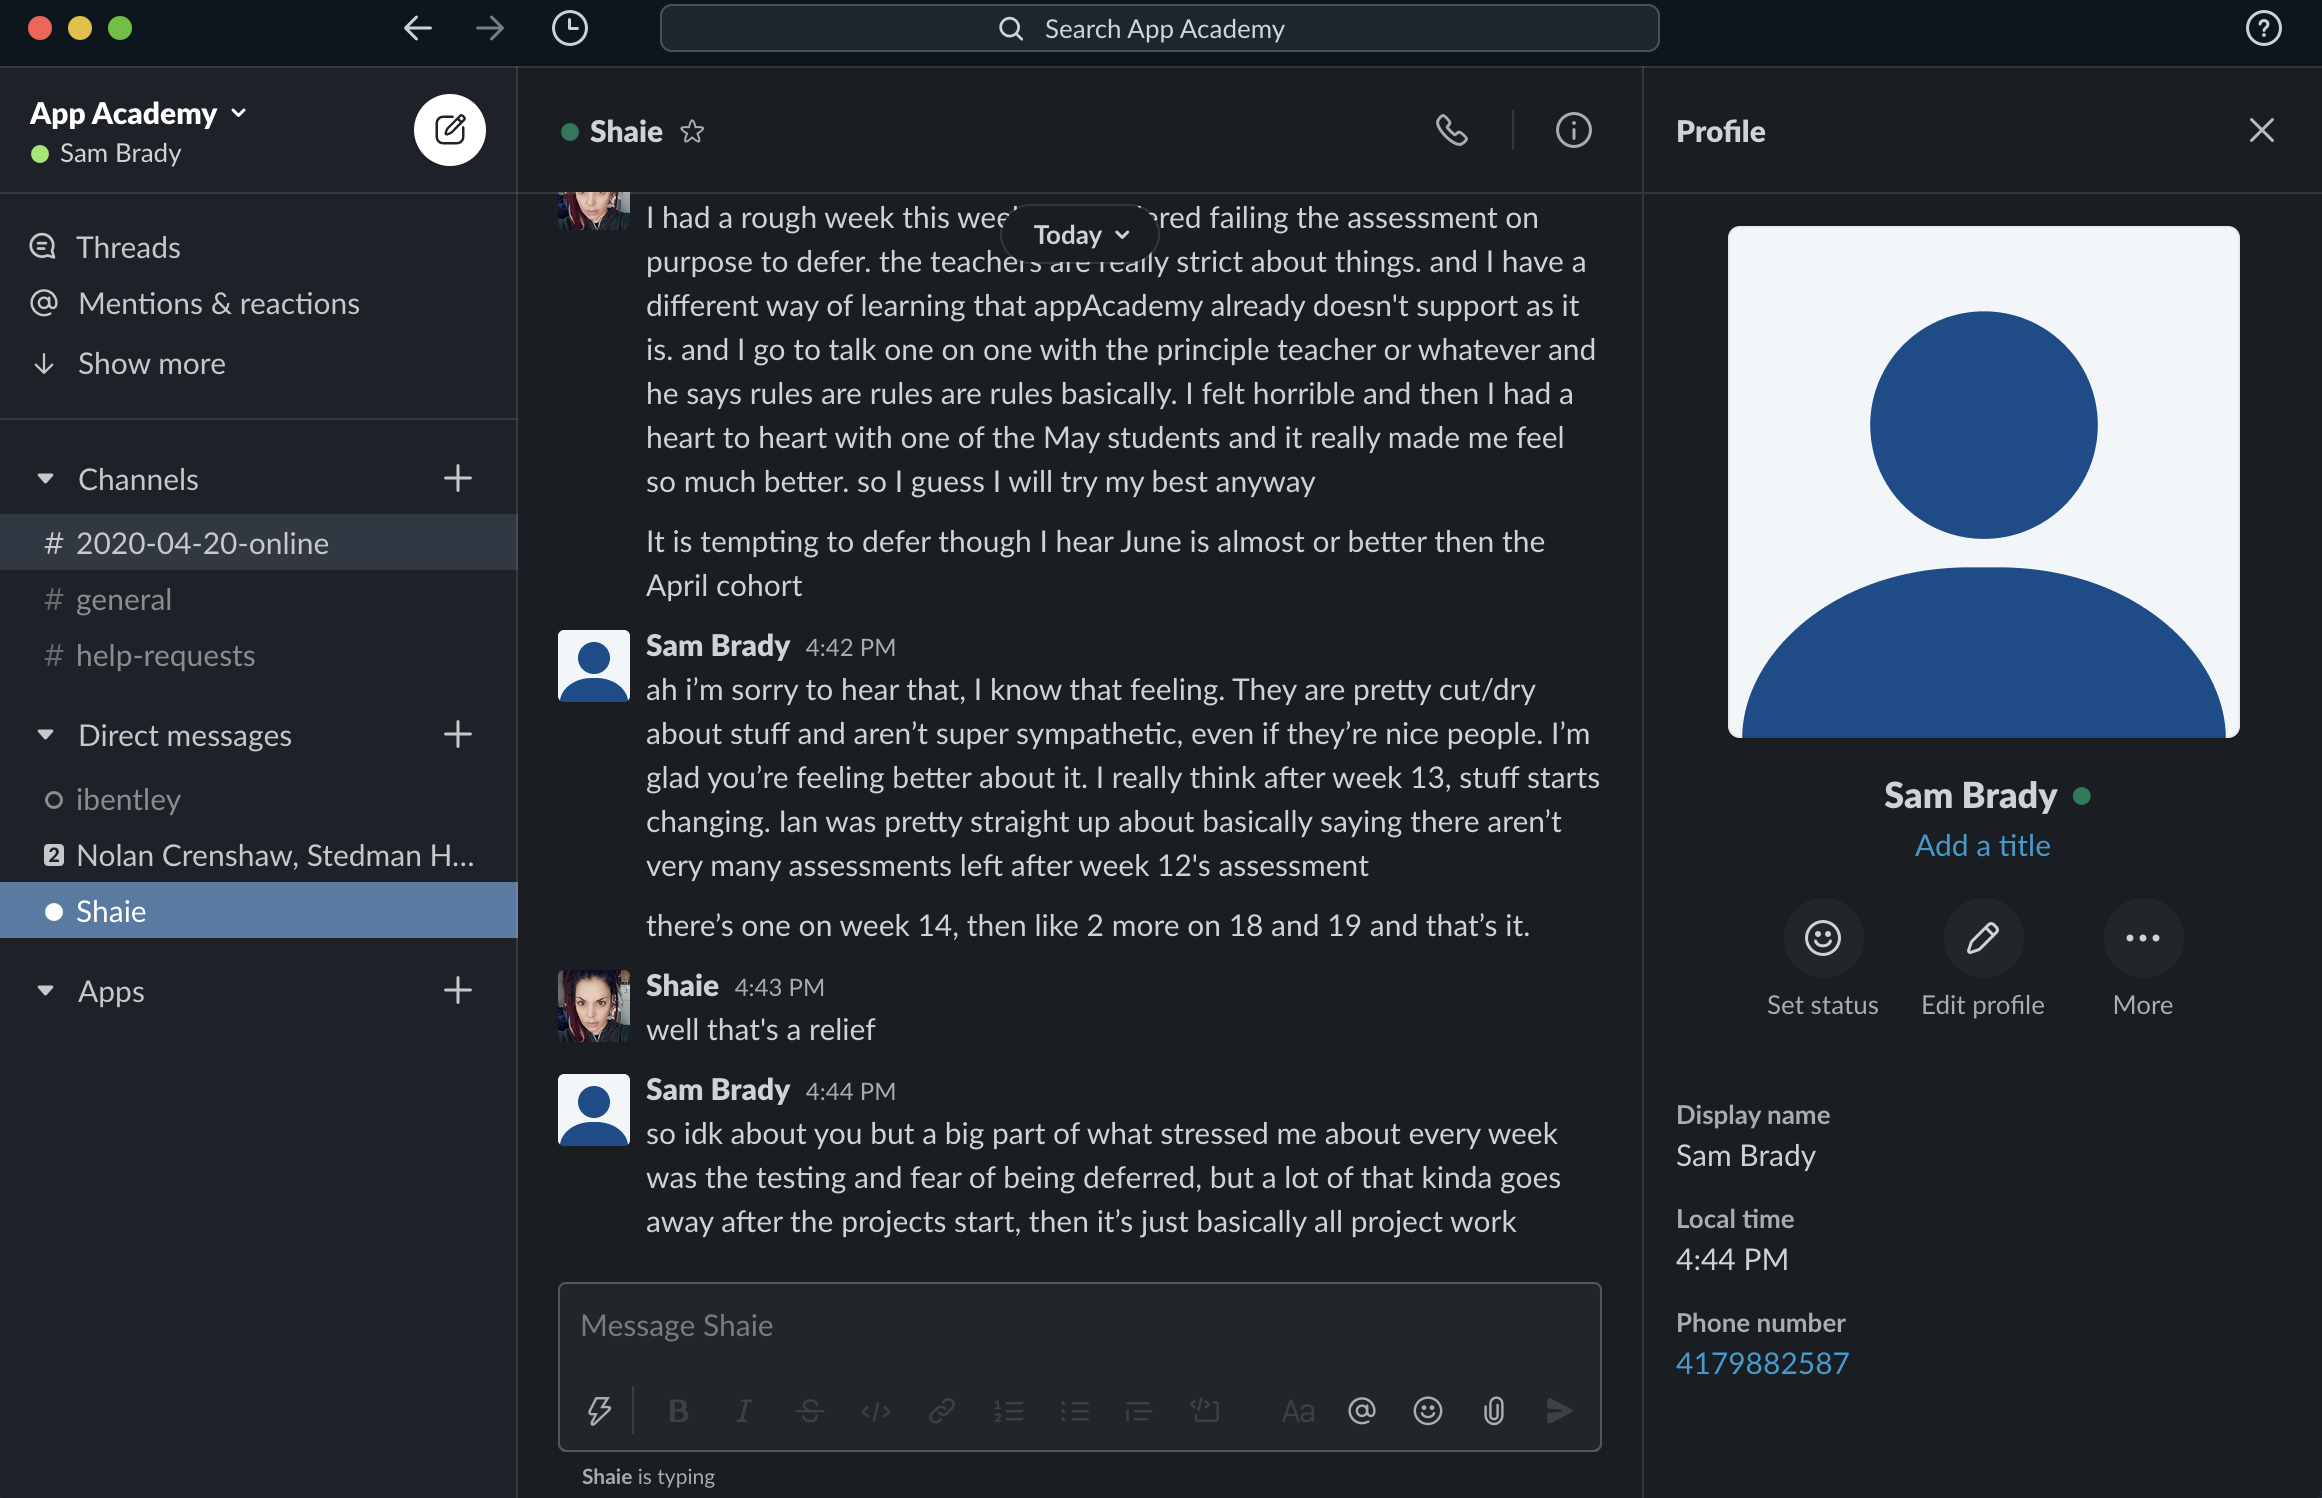 Search App Academy
App Academy
Sam Brady
Threads
Mentions & reactions
Show more
Channels
# 2020-04-20-online
# general
# help-requests
Direct messages
ibentley
2 Nolan Crenshaw, Stedman H...
Shaie
Apps
Shaie
Today
I had a rough week this failing the assessment on
purpose to defer. the teachers are really strict about things. and I have a
different way of learning that appAcademy already doesn't support as it
is. and I go to talk one on one with the principle teacher or whatever and
he says rules are rules are rules basically. I felt horrible and then I had a
heart to heart with one of the May students and it really made me feel
so much better. so I guess I will try my best anyway
It is tempting to defer though I hear June is almost or better then the
April cohort
Sam Brady 4:42 PM
ah i’m sorry to hear that, I know that feeling. They are pretty cut/dry
about stuff and aren’t super sympathetic, even if they’re nice people. I’m
glad you’re feeling better about it. I really think after week 13, stuff starts
changing. Ian was pretty straight up about basically saying there aren’t
very many assessments left after week 12's assessment
there’s one on week 14, then like 2 more on 18 and 19 and that’s it.
Shaie 4:43 PM
well that's a relief
Sam Brady 4:44 PM
so idk about you but a big part of what stressed me about every week
was the testing and fear of being deferred, but a lot of that kinda goes
away after the projects start, then it’s just basically all project work
Message Shaie
B I S </> Aa @
Shaie is typing
Profile
Sam Brady
Add a title
Set status Edit profile More
Display name
Sam Brady
Local time
4:44 PM
Phone number
4179882587